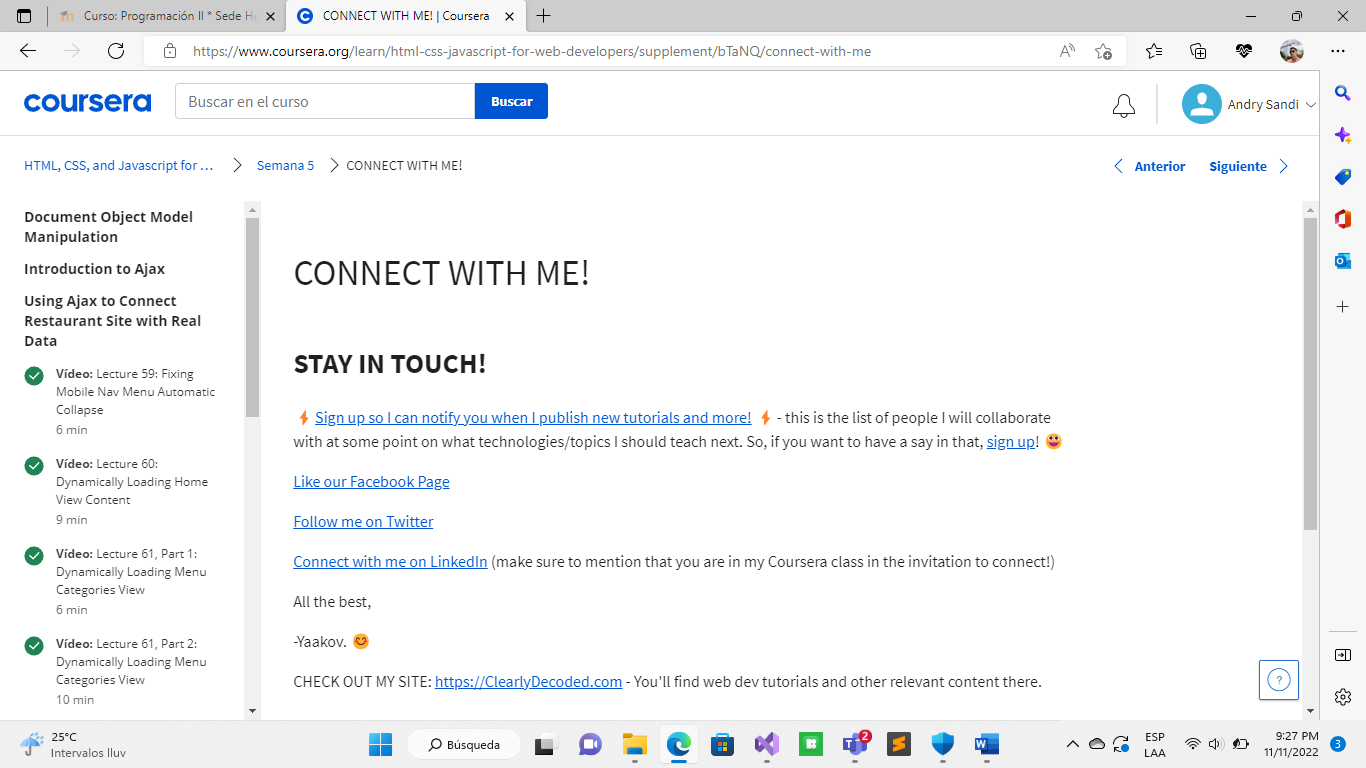 Curso: Programación II * Sede He
CONNECT WITH ME! | Coursera
https://www.coursera.org/learn/html-css-javascript-for-web-developers/supplement/bTaNQ/connect-with-me
coursera
Buscar en el curso
Buscar
Andry Sandi
HTML, CSS, and Javascript for ...
Semana 5
CONNECT WITH ME!
Anterior
Siguiente
Document Object Model
Manipulation
Introduction to Ajax
Using Ajax to Connect
Restaurant Site with Real
Data
Vídeo: Lecture 59: Fixing
Mobile Nav Menu Automatic
Collapse
6 min
Vídeo: Lecture 60:
Dynamically Loading Home
View Content
9 min
Vídeo: Lecture 61, Part 1:
Dynamically Loading Menu
Categories View
6 min
Vídeo: Lecture 61, Part 2:
Dynamically Loading Menu
Categories View
10 min
CONNECT WITH ME!
STAY IN TOUCH!
⚡ Sign up so I can notify you when I publish new tutorials and more! ⚡ - this is the list of people I will collaborate
with at some point on what technologies/topics I should teach next. So, if you want to have a say in that, sign up! 😀
Like our Facebook Page
Follow me on Twitter
Connect with me on LinkedIn (make sure to mention that you are in my Coursera class in the invitation to connect!)
All the best,
-Yaakov. 😊
CHECK OUT MY SITE: https://ClearlyDecoded.com - You'll find web dev tutorials and other relevant content there.
?
25°C
Intervalos lluv
Búsqueda
2
ESP
LAA
9:27 PM
11/11/2022
3